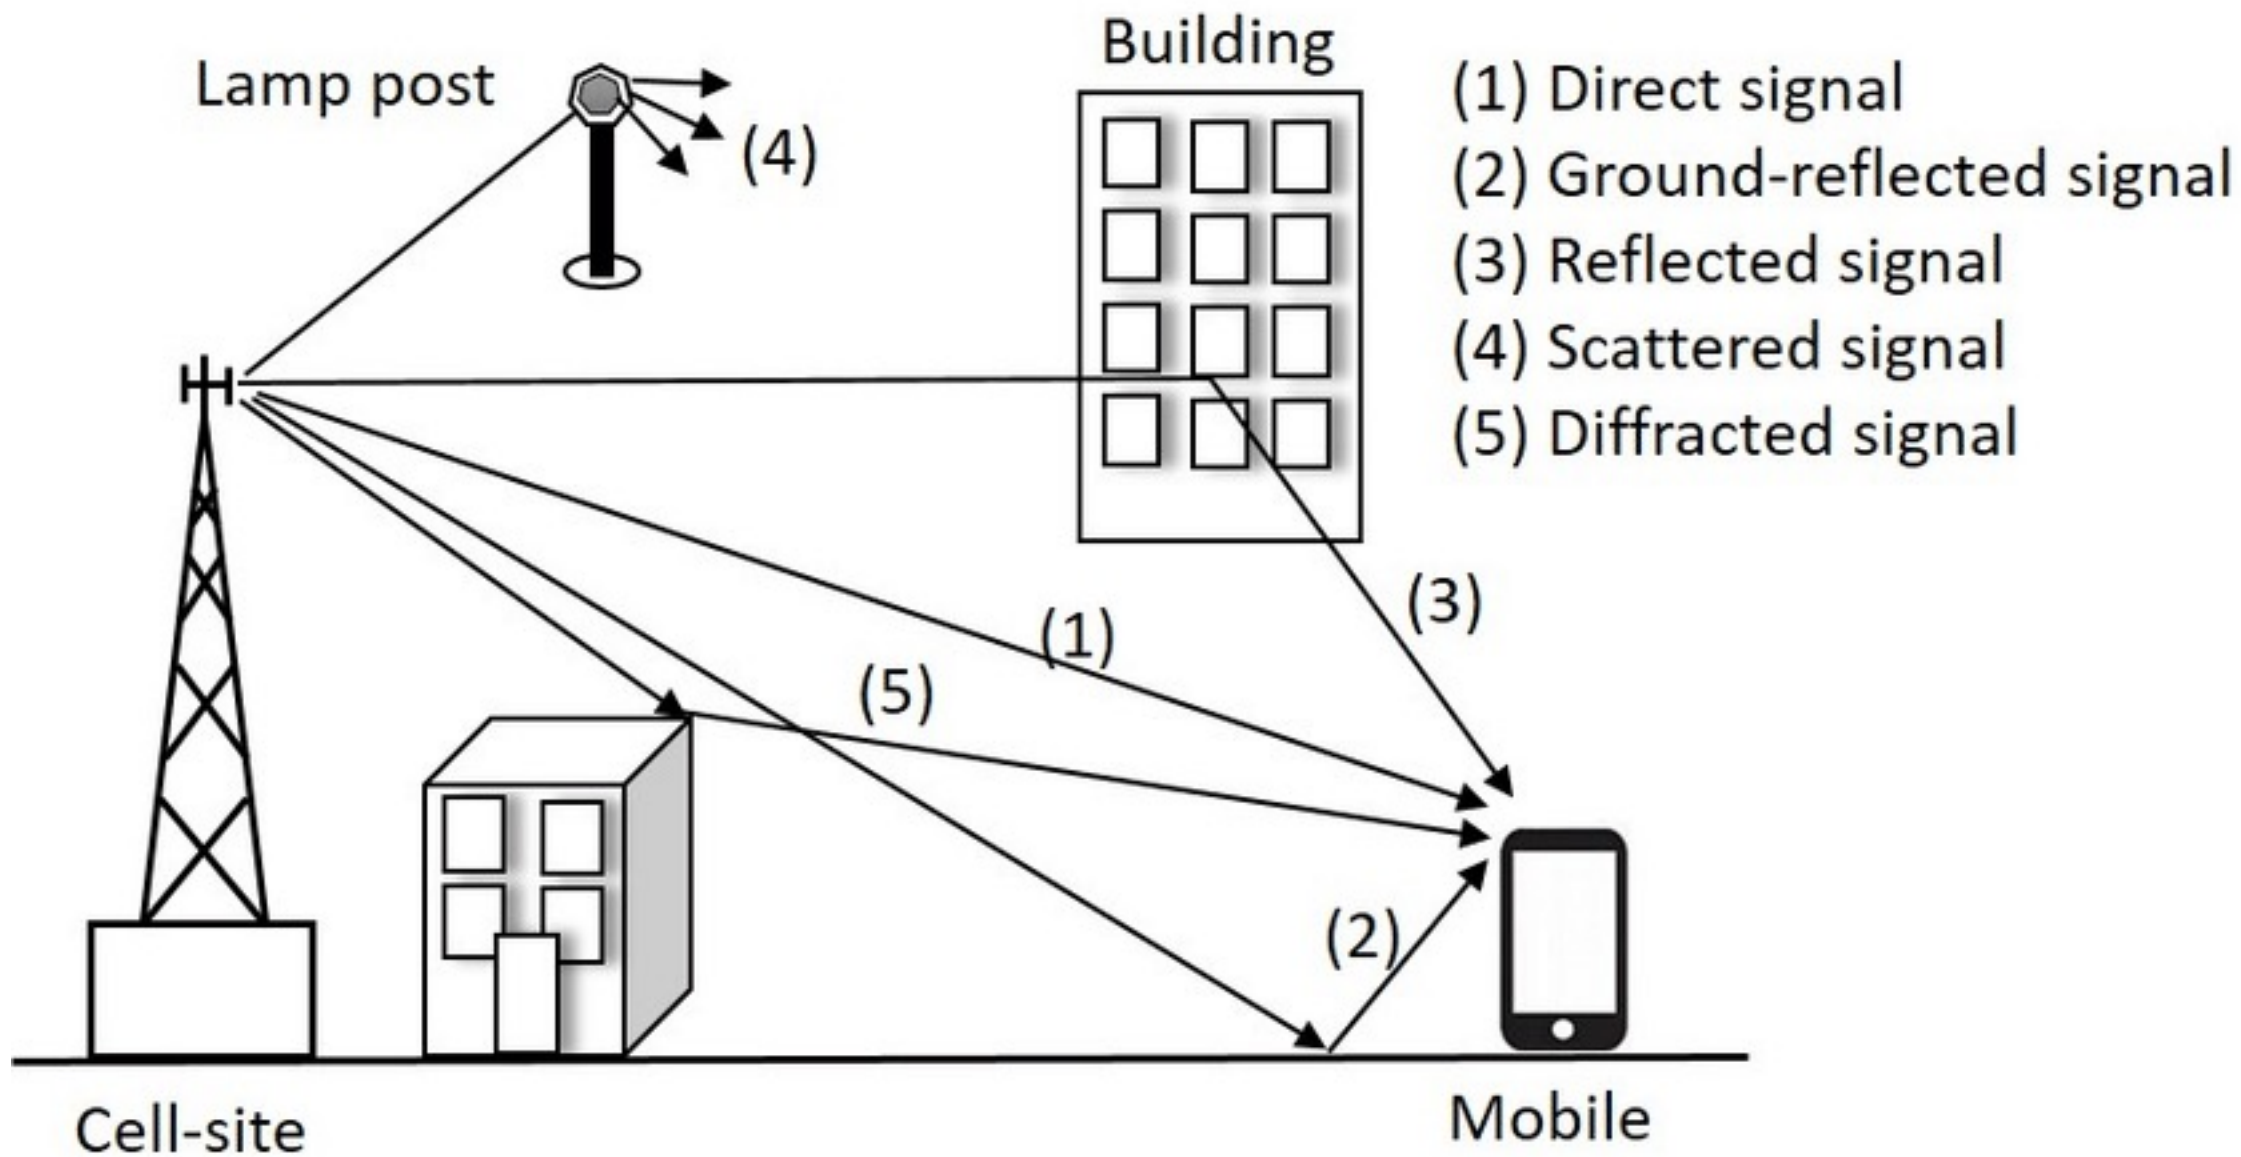 Building
Lamp post
(4)
(1) Direct signal
(2) Ground-reflected signal
(3) Reflected signal
(4) Scattered signal
(5) Diffracted signal
(3)
(1)
(5)
(2)
Cell-site
Mobile